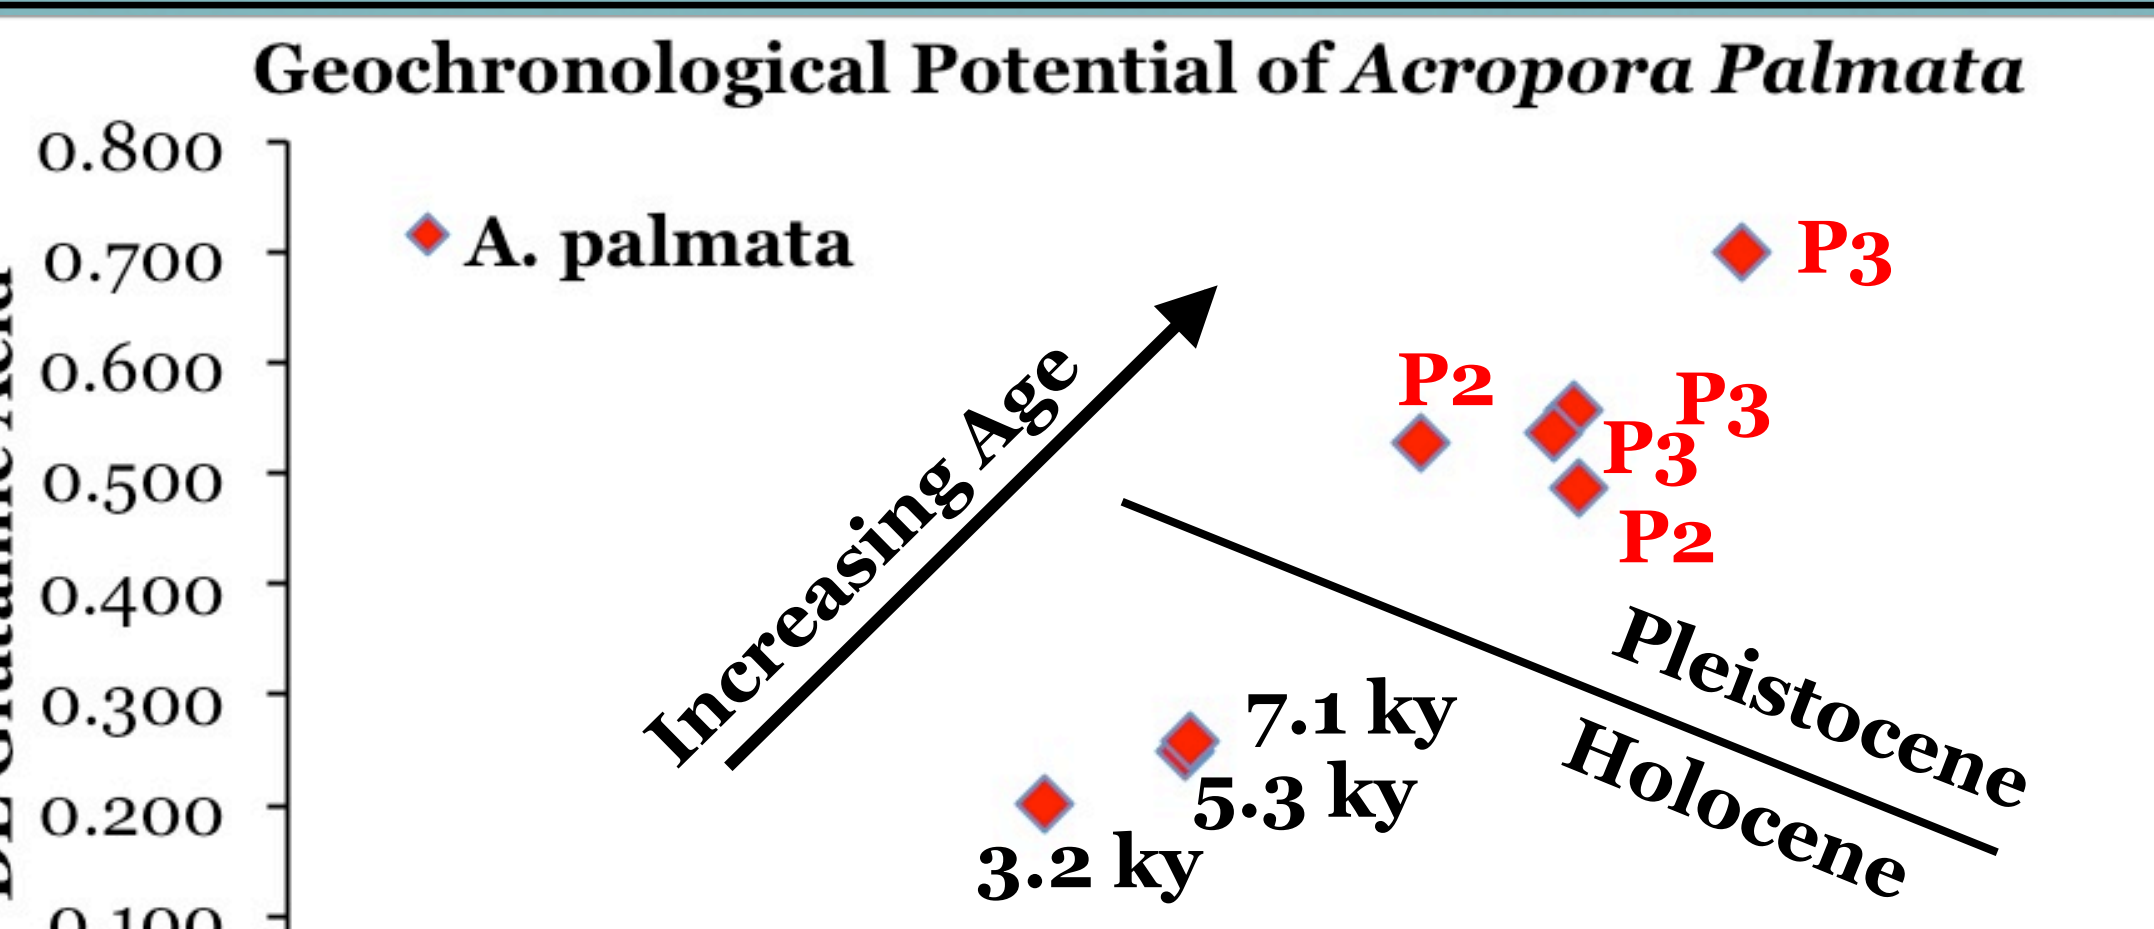 Geochronological Potential of Acropora Palmata
0.800
0.700
0.600
0.500
0.400
0.300
0.200
0.100
A. palmata
Increasing Age
P3
P2
P3
P3
P2
Pleistocene
Holocene
7.1 ky
5.3 ky
3.2 ky